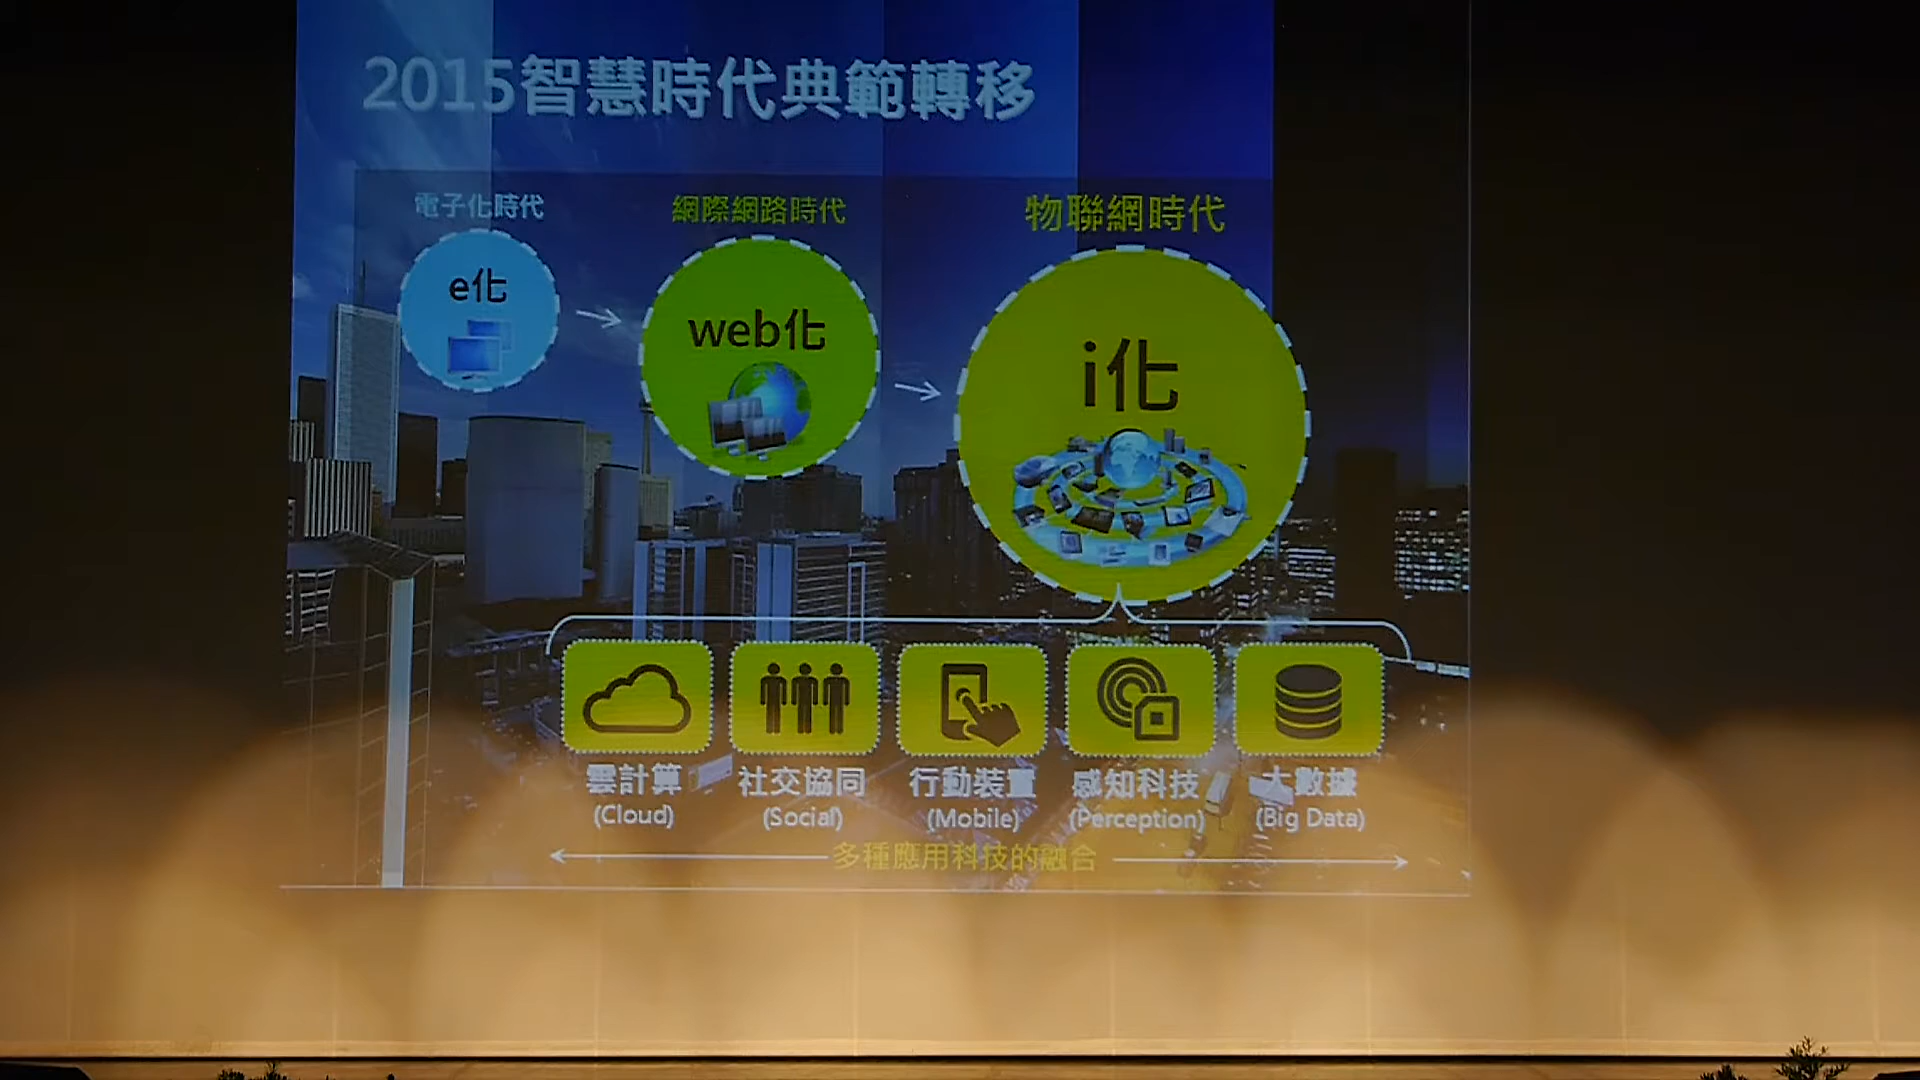 2015智慧時代典範轉移
電子化時代
網際網路時代
物聯網時代
e化
web化
i化
雲計算
(Cloud)
社交協同
(Social)
行動裝置
(Mobile)
感知科技
(Perception)
大數據
(Big Data)
多種應用科技的融合